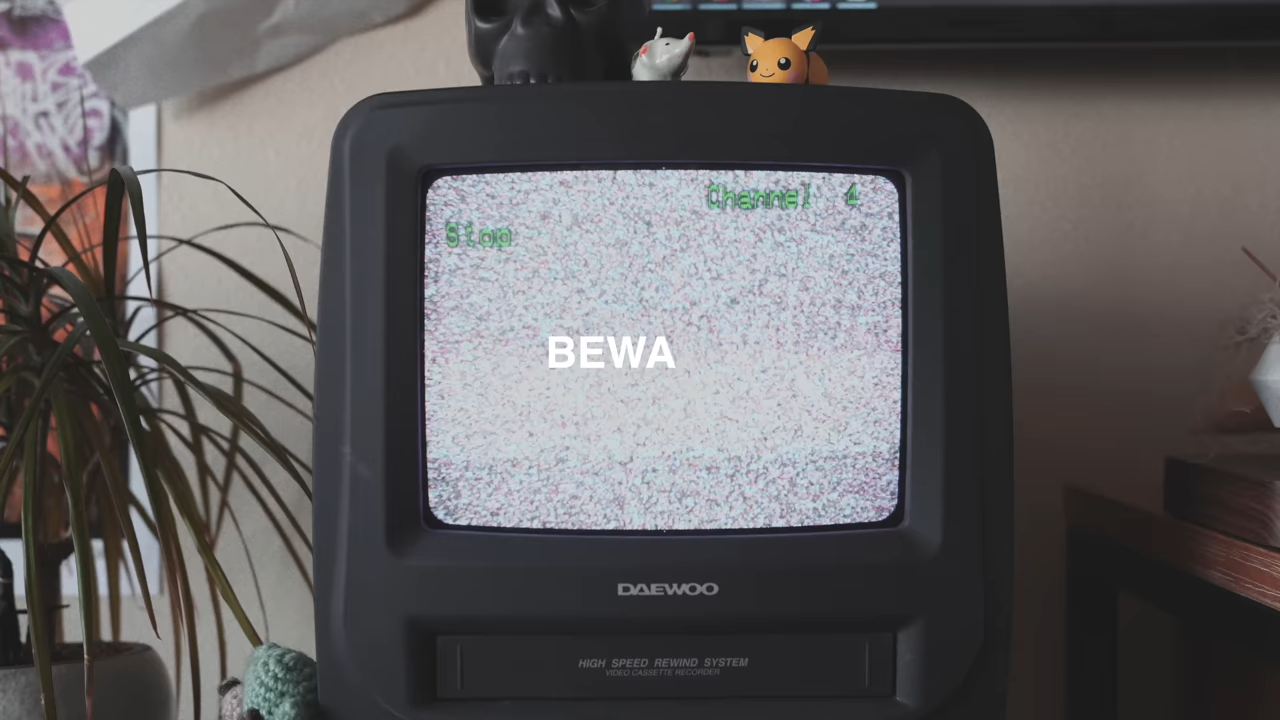 Channel 4
Stop
BEWA
DAEWOO
HIGH SPEED REWIND SYSTEM
VIDEO CASSETTE RECORDER